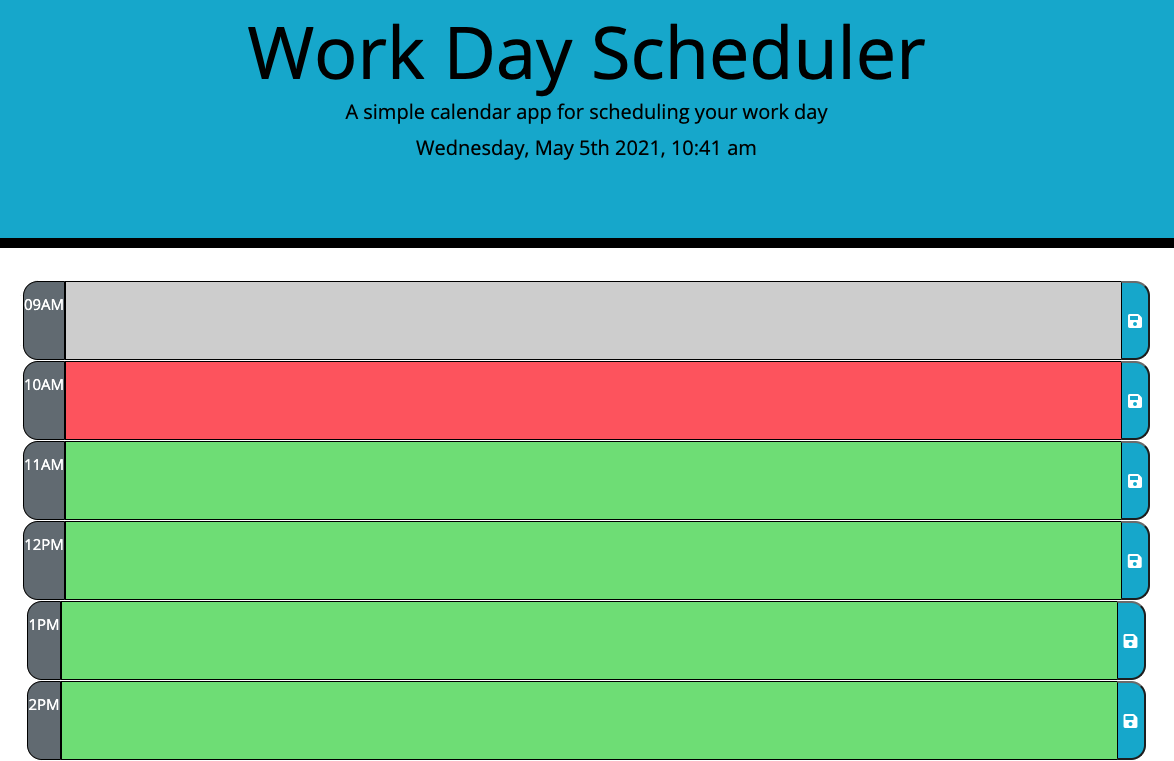 Work Day Scheduler
A simple calendar app for scheduling your work day
Wednesday, May 5th 2021, 10:41 am
09AM
10AM
11AM
12PM
1PM
2PM